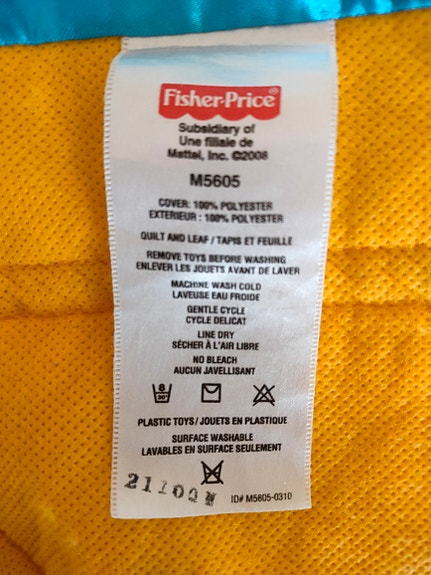 Fisher-Price
Subsidiary of
Une filiale de
Mattel, Inc. ©2008
M5605
COVER: 100% POLYESTER
EXTERIEUR : 100% POLYESTER
QUILT AND LEAF / TAPIS ET FEUILLE
REMOVE TOYS BEFORE WASHING
ENLEVER LES JOUETS AVANT DE LAVER
MACHINE WASH COLD
LAVEUSE EAU FROIDE
GENTLE CYCLE
CYCLE DELICAT
LINE DRY
SÉCHER À L'AIR LIBRE
NO BLEACH
AUCUN JAVELLISANT
PLASTIC TOYS / JOUETS EN PLASTIQUE
SURFACE WASHABLE
LAVABLES EN SURFACE SEULEMENT
ID# M5605-0310